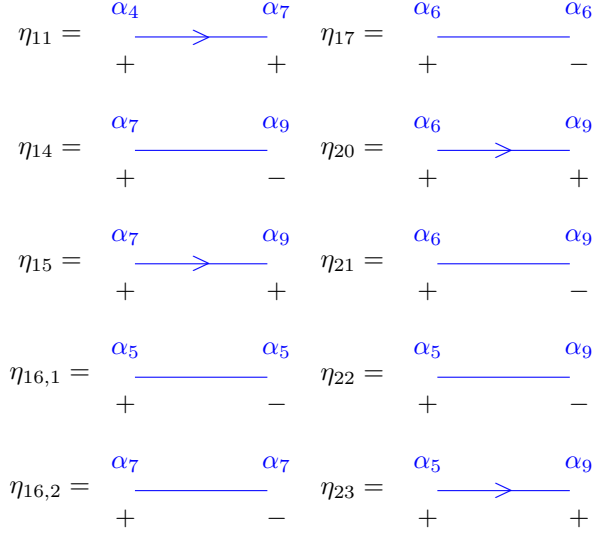 α₄ α₇ α₆ α₆
η₁₁ = η₁₇ =
+ + + −
α₇ α₉ α₆ α₉
η₁₄ = η₂₀ =
+ − + +
α₇ α₉ α₆ α₉
η₁₅ = η₂₁ =
+ + + −
α₅ α₅ α₅ α₉
η₁₆,₁ = η₂₂ =
+ − + −
α₇ α₇ α₅ α₉
η₁₆,₂ = η₂₃ =
+ − + +